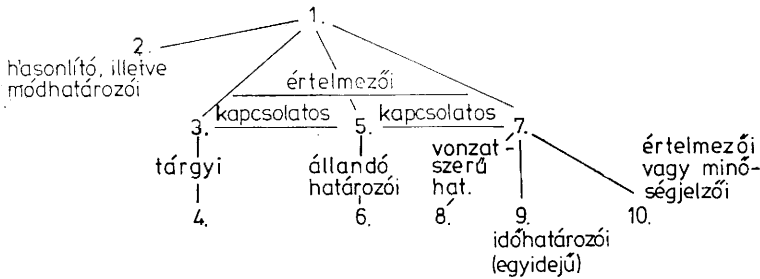 1.
2.
hasonlító, illetve
módhatározói
értelmezői
3. kapcsolatos 5. kapcsolatos 7.
tárgyi
állandó
határozói
vonzat
szerű
hat.
értelmezői
vagy minő-
ségjelzői
4.
6.
8.
9.
10.
időhatározói
(egyidejű)